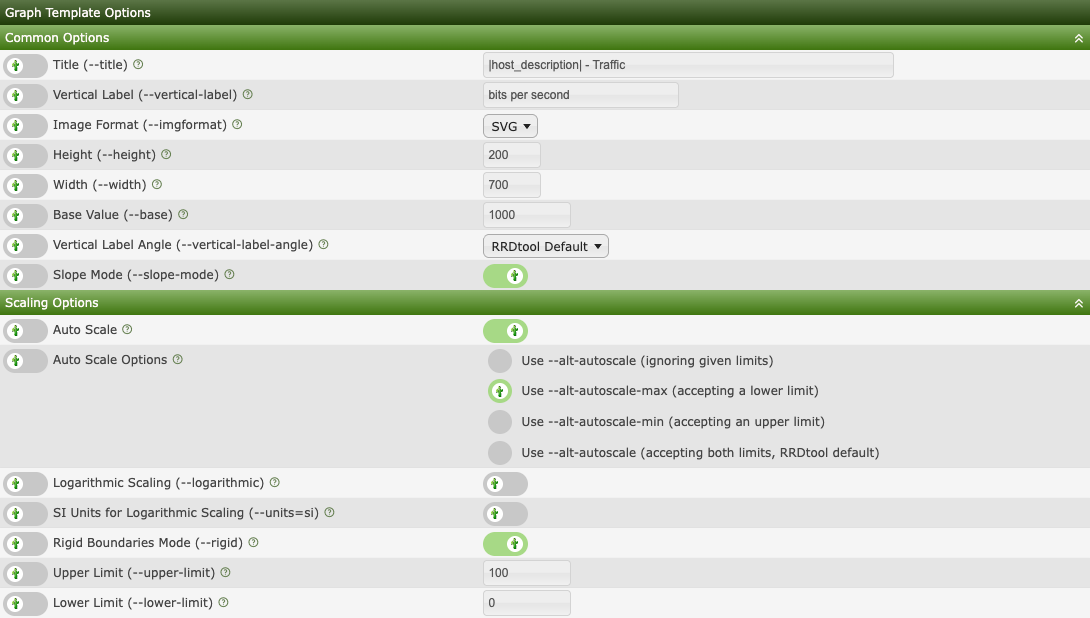 Graph Template Options
Common Options
Title (--title)
|host_description| - Traffic
Vertical Label (--vertical-label)
bits per second
Image Format (--imgformat)
SVG
Height (--height)
200
Width (--width)
700
Base Value (--base)
1000
Vertical Label Angle (--vertical-label-angle)
RRDtool Default
Slope Mode (--slope-mode)
Scaling Options
Auto Scale
Auto Scale Options
Use --alt-autoscale (ignoring given limits)
Use --alt-autoscale-max (accepting a lower limit)
Use --alt-autoscale-min (accepting an upper limit)
Use --alt-autoscale (accepting both limits, RRDtool default)
Logarithmic Scaling (--logarithmic)
SI Units for Logarithmic Scaling (--units=si)
Rigid Boundaries Mode (--rigid)
Upper Limit (--upper-limit)
100
Lower Limit (--lower-limit)
0